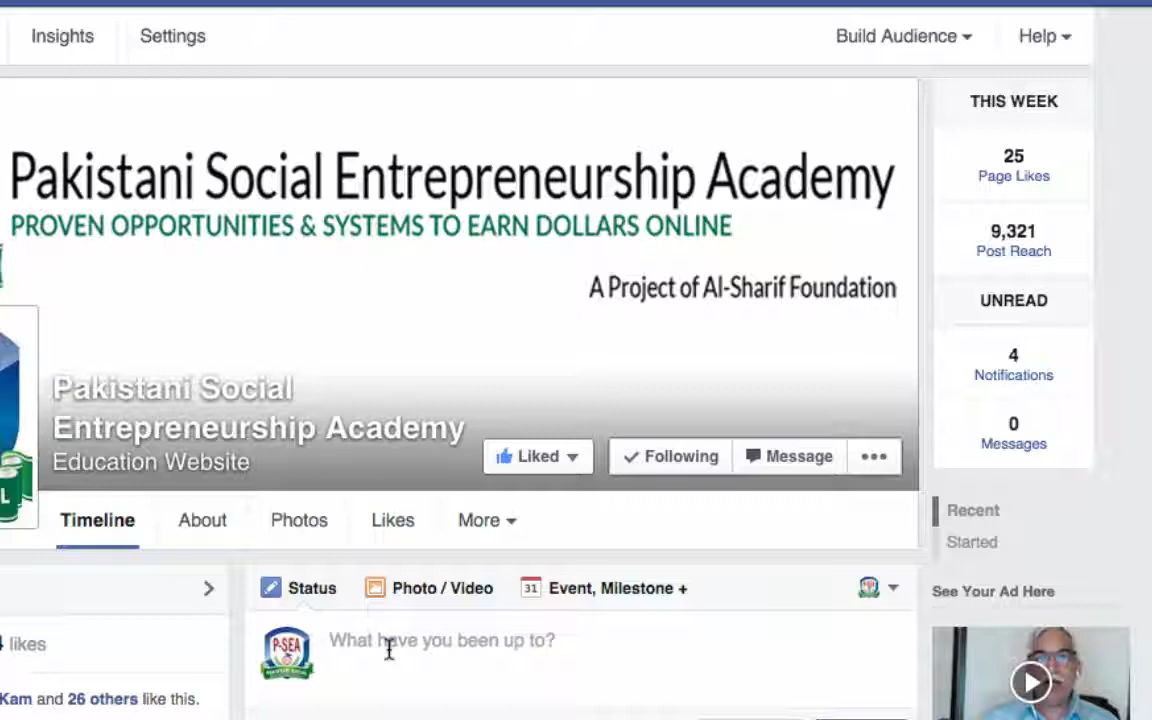 Insights
Settings
Build Audience
Help
Pakistani Social Entrepreneurship Academy
PROVEN OPPORTUNITIES & SYSTEMS TO EARN DOLLARS ONLINE
A Project of Al-Sharif Foundation
THIS WEEK
25
Page Likes
9,321
Post Reach
UNREAD
4
Notifications
0
Messages
Pakistani Social
Entrepreneurship Academy
Education Website
L
Liked
Following
Message
Timeline
About
Photos
Likes
More
Recent
Started
Status
Photo / Video
31
Event, Milestone +
See Your Ad Here
likes
P-SEA
What have you been up to?
Kam and 26 others like this.